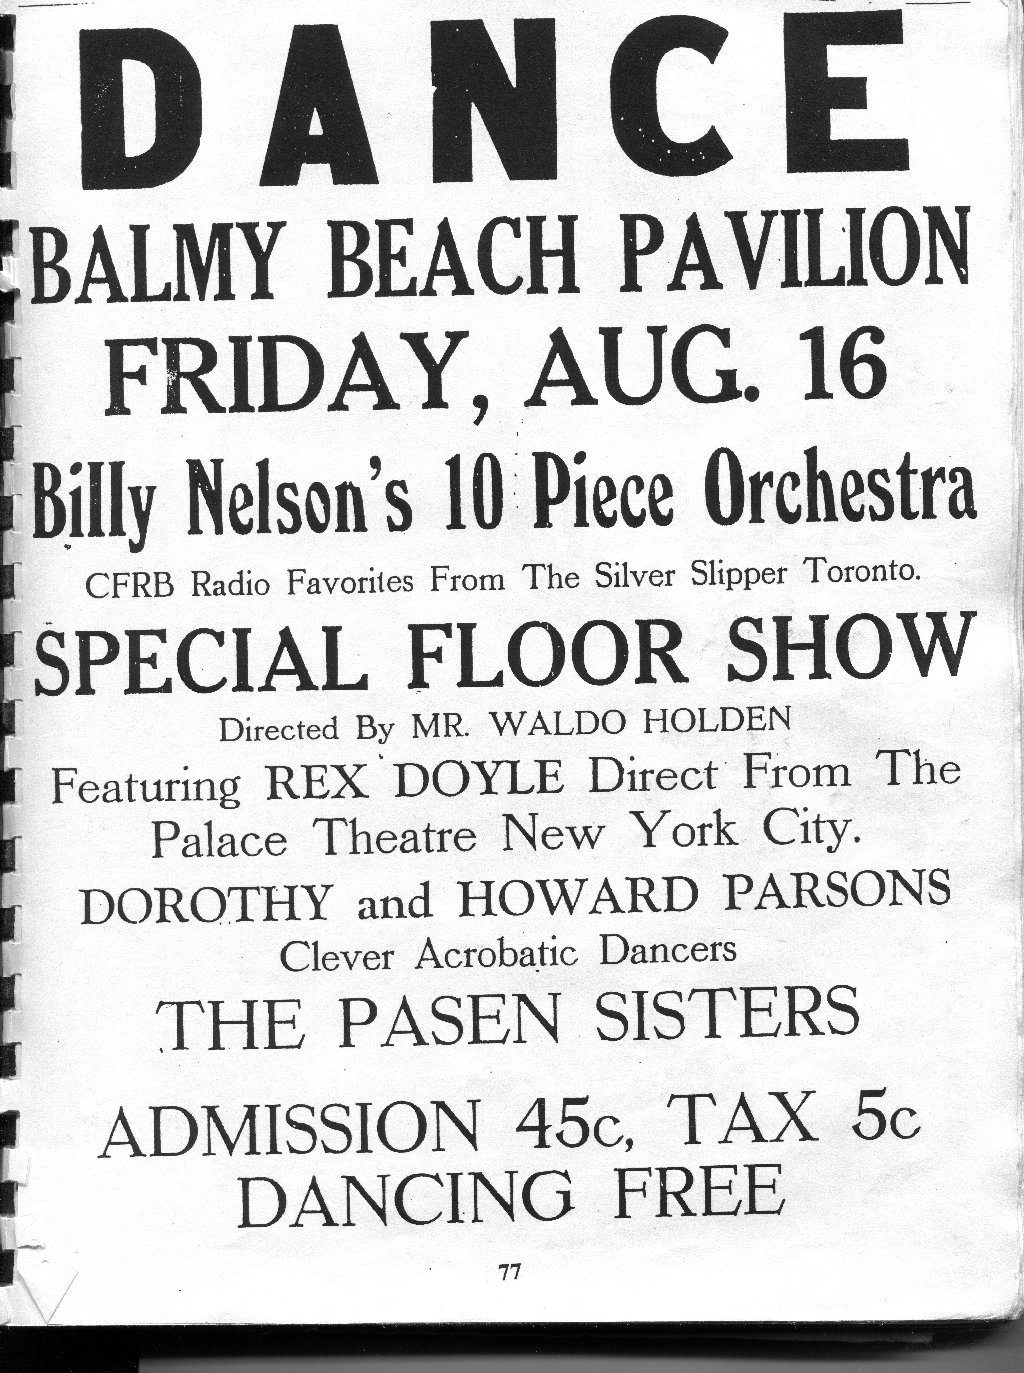 DANCE
BALMY BEACH PAVILION
FRIDAY, AUG. 16
Billy Nelson's 10 Piece Orchestra
CFRB Radio Favorites From The Silver Slipper Toronto.
SPECIAL FLOOR SHOW
Directed By MR. WALDO HOLDEN
Featuring REX DOYLE Direct From The
Palace Theatre New York City.
DOROTHY and HOWARD PARSONS
Clever Acrobatic Dancers
THE PASEN SISTERS
ADMISSION 45c, TAX 5c
DANCING FREE
77